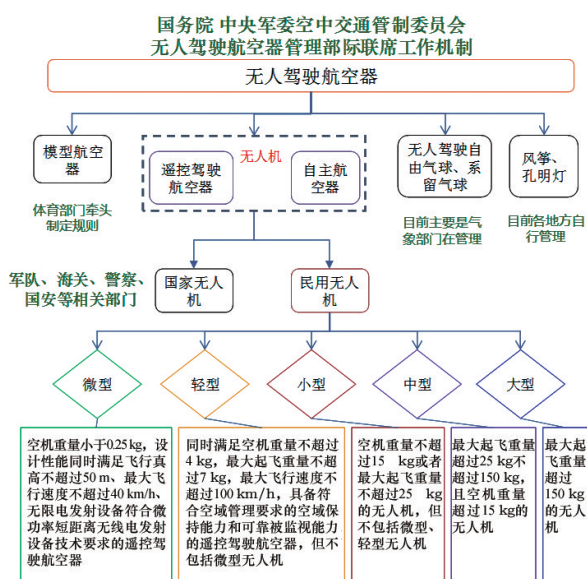 国务院 中央军委空中交通管制委员会
无人驾驶航空器管理部际联席工作机制
无人驾驶航空器
模型航空
器
无人机
遥控驾驶
航空器
自主航
空器
无人驾驶自
由气球、系
留气球
风筝、
孔明灯
体育部门牵头
制定规则
目前主要是气
象部门在管理
目前各地方自
行管理
军队、海关、警察、
国安等相关部门
国家无人
机
民用无人
机
微型
轻型
小型
中型
大型
空机重量小于0.25kg，设
计性能同时满足飞行真
高不超过50 m、最大飞
行速度不超过40 km/h、
无限电发射设备符合微
功率短距离无线电发射
设备技术要求的遥控驾
驶航空器
同时满足空机重量不超过
4 kg，最大起飞重量不超过
7 kg，最大飞行速度不
超过100 km/h，具备符
合空域管理要求的空域保
持能力和可靠被监视能力
的遥控驾驶航空器，但不
包括微型无人机
空机重量不超
过15 kg或者
最大起飞重量
不超过25 kg
的无人机，但
不包括微型、
轻型无人机
最大起飞重量
超过25 kg不
超过150 kg，
且空机重量
超过15 kg的
无人机
最大起
飞重量
超过
150 kg
的无人
机